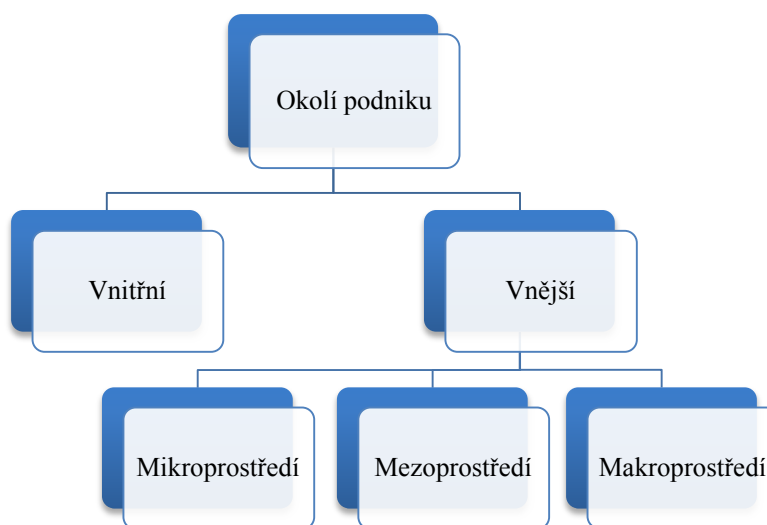 Okolí podniku
Vnitřní
Vnější
Mikroprostředí
Mezoprostředí
Makroprostředí